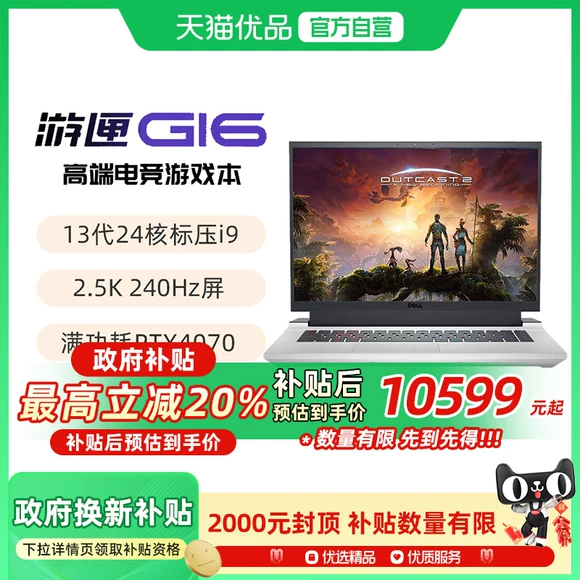 天猫优品 官方自营
游匣G16
高端电竞游戏本
13代24核标压i9
2.5K 240Hz屏
满功耗RTX4070
OUTCAST 2
A NEW BEGINNING
DELL
政府补贴
最高立减20%
补贴后预估到手价
补贴后
预估到手价
10599元起
*数量有限 先到先得!!!
政府换新补贴
下拉详情页领取补贴资格
2000元封顶 补贴数量有限
优选精品 优质服务